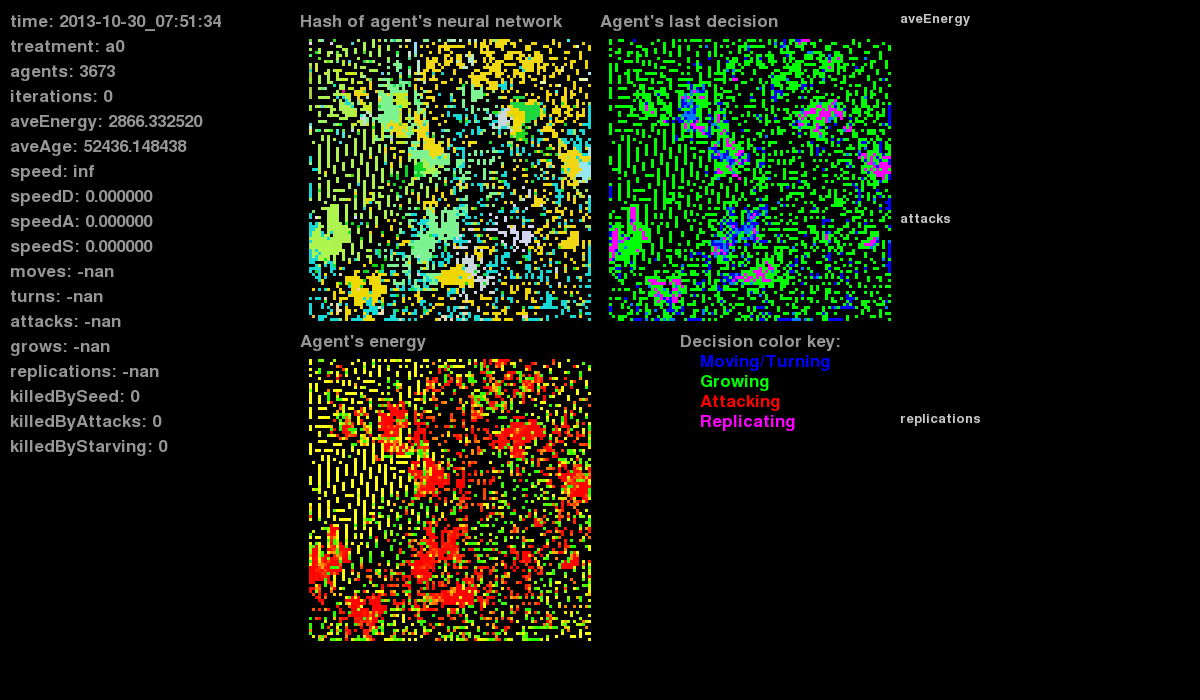 time: 2013-10-30_07:51:34
treatment: a0
agents: 3673
iterations: 0
aveEnergy: 2866.332520
aveAge: 52436.148438
speed: inf
speedD: 0.000000
speedA: 0.000000
speedS: 0.000000
moves: -nan
turns: -nan
attacks: -nan
grows: -nan
replications: -nan
killedBySeed: 0
killedByAttacks: 0
killedByStarving: 0
Hash of agent's neural network
Agent's last decision
Agent's energy
Decision color key:
Moving/Turning
Growing
Attacking
Replicating
aveEnergy
attacks
replications